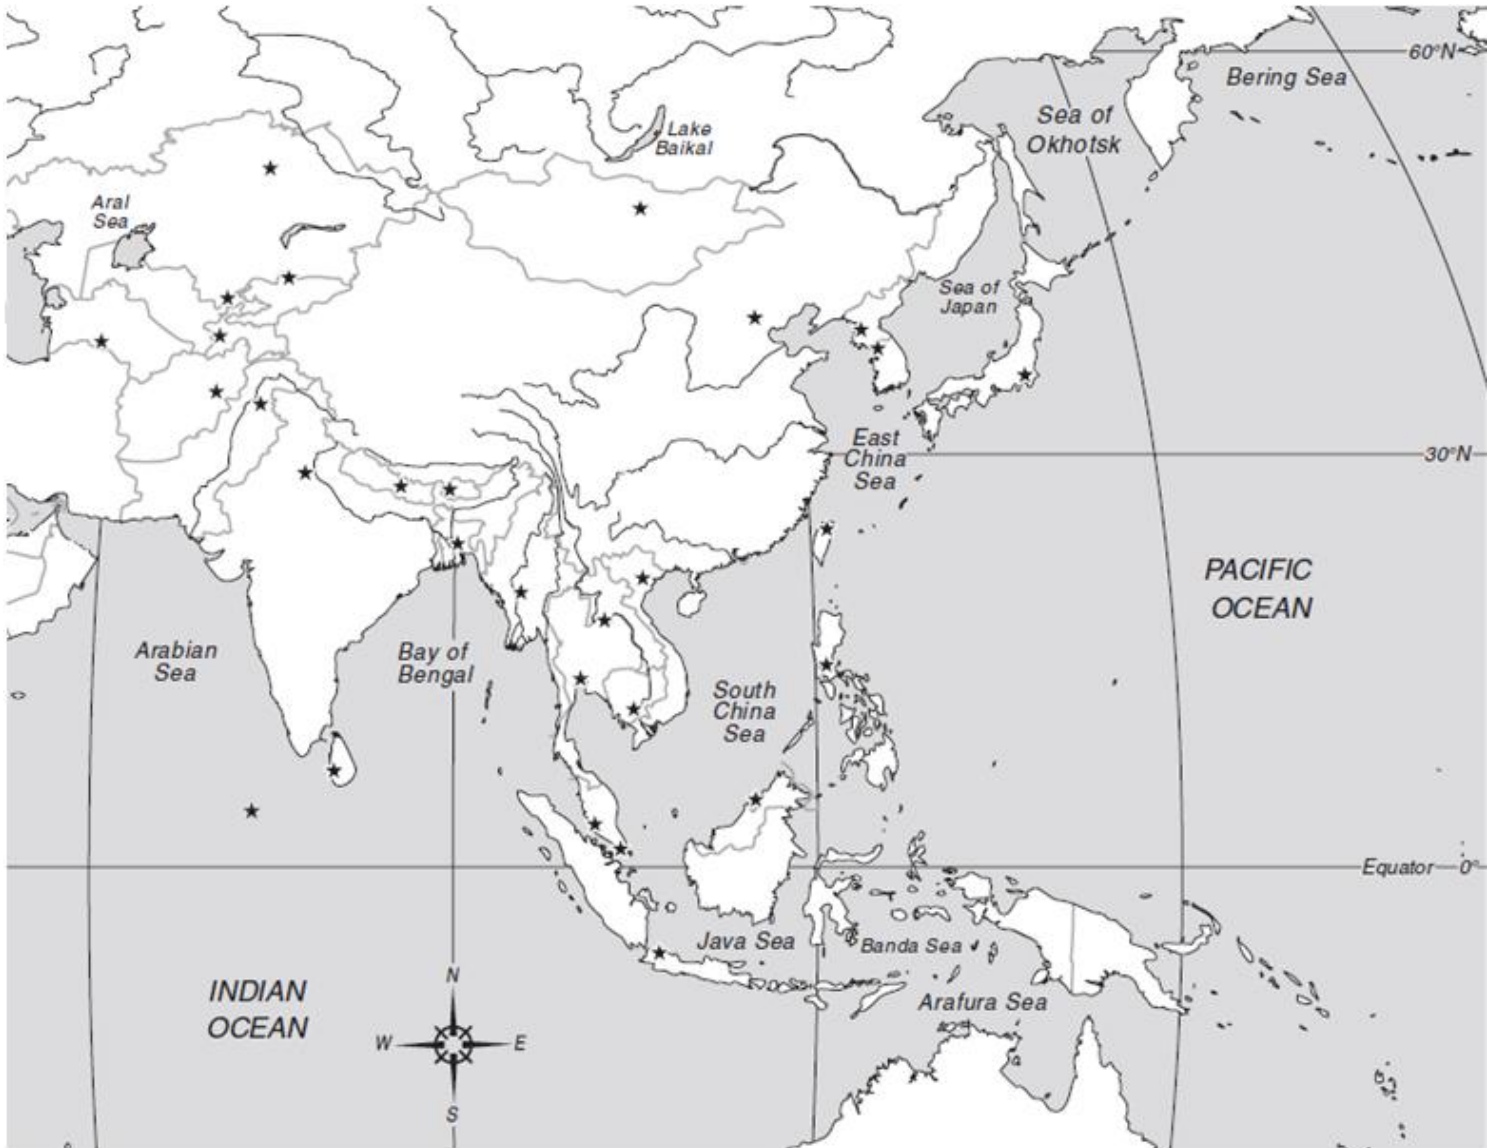 60°N
Bering Sea
Sea of
Okhotsk
Lake
Baikal
Aral
Sea
Sea of
Japan
East
China
Sea
30°N
PACIFIC
OCEAN
Arabian
Sea
Bay of
Bengal
South
China
Sea
Equator
0°
Java Sea
Banda Sea
Arafura Sea
INDIAN
OCEAN
N
W
E
S